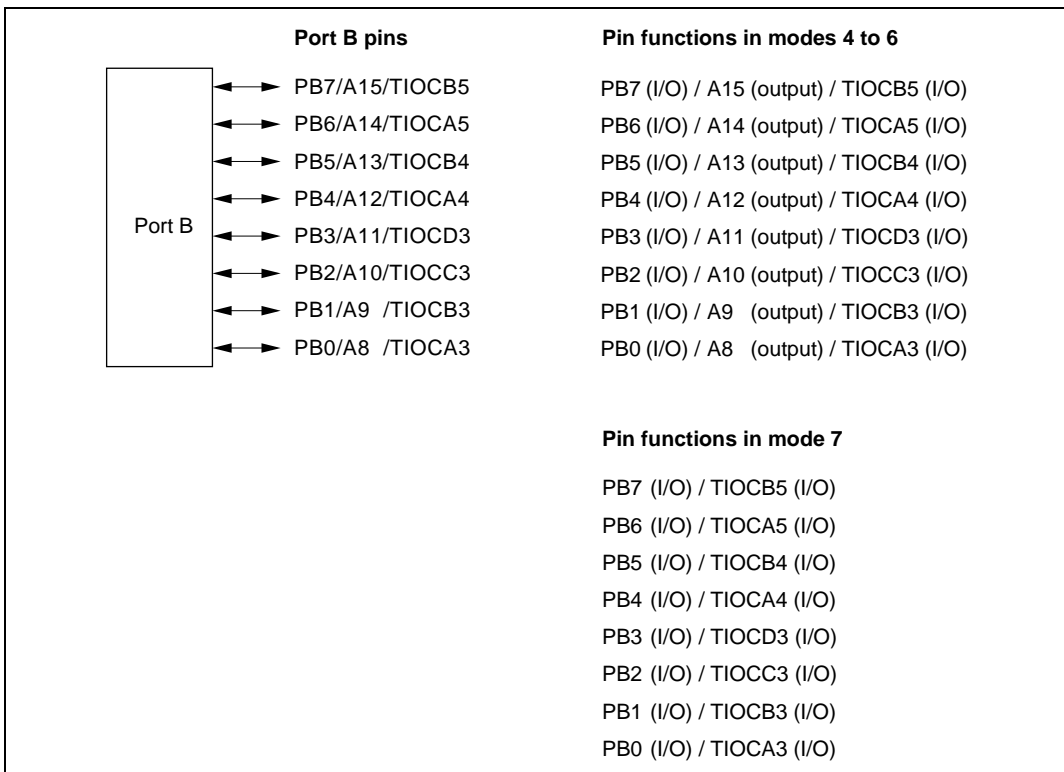 Port B pins
Pin functions in modes 4 to 6
Port B
PB7/A15/TIOCB5
PB7 (I/O) / A15 (output) / TIOCB5 (I/O)
PB6/A14/TIOCA5
PB6 (I/O) / A14 (output) / TIOCA5 (I/O)
PB5/A13/TIOCB4
PB5 (I/O) / A13 (output) / TIOCB4 (I/O)
PB4/A12/TIOCA4
PB4 (I/O) / A12 (output) / TIOCA4 (I/O)
PB3/A11/TIOCD3
PB3 (I/O) / A11 (output) / TIOCD3 (I/O)
PB2/A10/TIOCC3
PB2 (I/O) / A10 (output) / TIOCC3 (I/O)
PB1/A9 /TIOCB3
PB1 (I/O) / A9 (output) / TIOCB3 (I/O)
PB0/A8 /TIOCA3
PB0 (I/O) / A8 (output) / TIOCA3 (I/O)
Pin functions in mode 7
PB7 (I/O) / TIOCB5 (I/O)
PB6 (I/O) / TIOCA5 (I/O)
PB5 (I/O) / TIOCB4 (I/O)
PB4 (I/O) / TIOCA4 (I/O)
PB3 (I/O) / TIOCD3 (I/O)
PB2 (I/O) / TIOCC3 (I/O)
PB1 (I/O) / TIOCB3 (I/O)
PB0 (I/O) / TIOCA3 (I/O)